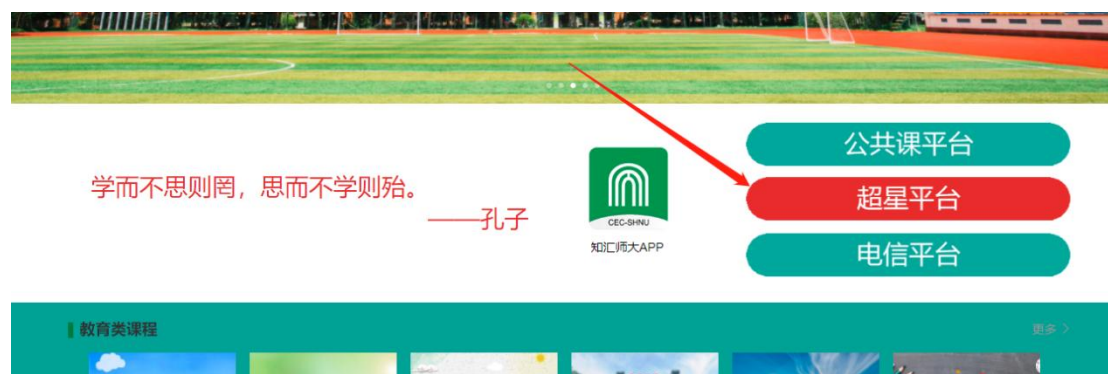 学而不思则罔，思而不学则殆。
——孔子
CEC-SHNU
知汇师大APP
公共课平台
超星平台
电信平台
教育类课程
更多 >